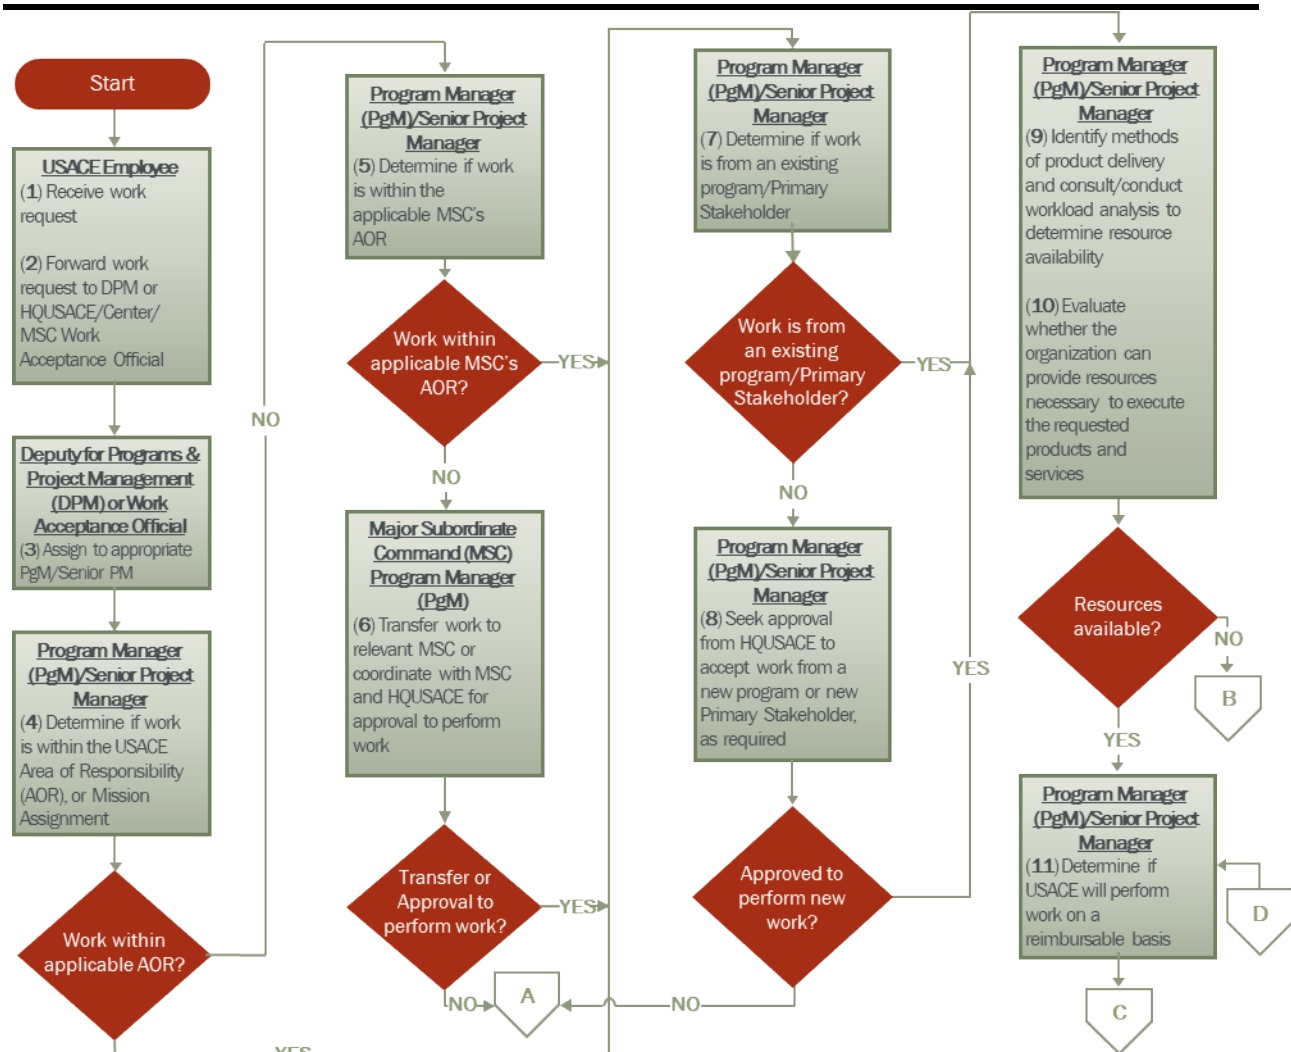 Start
USACE Employee
(1) Receive work
request
(2) Forward work
request to DPM or
HQUSACE/Center/
MSC Work
Acceptance Official
Deputy for Programs &
Project Management
(DPM) or Work
Acceptance Official
(3) Assign to appropriate
PgM/Senior PM
Program Manager
(PgM)/Senior Project
Manager
(4) Determine if work
is within the USACE
Area of Responsibility
(AOR), or Mission
Assignment
Work within
applicable AOR?
NO
YES
Program Manager
(PgM)/Senior Project
Manager
(5) Determine if work
is within the
applicable MSC's
AOR
Work within
applicable MSC's
AOR?
YES
NO
Major Subordinate
Command (MSC)
Program Manager
(PgM)
(6) Transfer work to
relevant MSC or
coordinate with MSC
and HQUSACE for
approval to perform
work
Transfer or
Approval to
perform work?
YES
NO
A
Program Manager
(PgM)/Senior Project
Manager
(7) Determine if work
is from an existing
program/Primary
Stakeholder
Work is from
an existing
program/Primary
Stakeholder?
YES
NO
Program Manager
(PgM)/Senior Project
Manager
(8) Seek approval
from HQUSACE to
accept work from a
new program or new
Primary Stakeholder,
as required
Approved to
perform new
work?
YES
NO
Program Manager
(PgM)/Senior Project
Manager
(9) Identify methods
of product delivery
and consult/conduct
workload analysis to
determine resource
availability
(10) Evaluate
whether the
organization can
provide resources
necessary to execute
the requested
products and
services
Resources
available?
NO
B
YES
Program Manager
(PgM)/Senior Project
Manager
(11) Determine if
USACE will perform
work on a
reimbursable basis
D
C